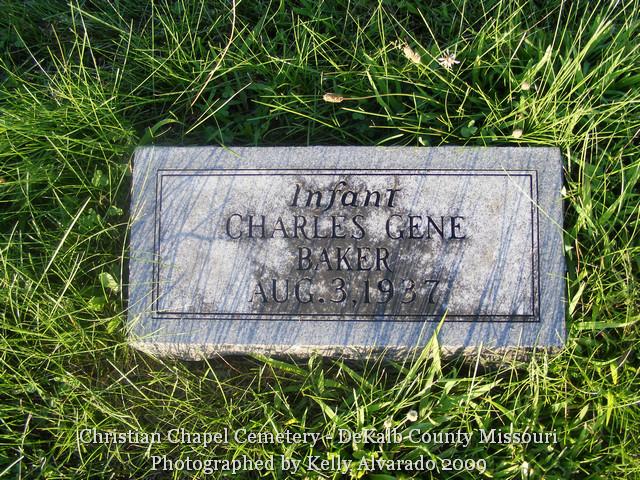 Infant
CHARLES GENE
BAKER
AUG. 3, 1937
Christian Chapel Cemetery - DeKalb County Missouri
Photographed by Kelly Alvarado 2009